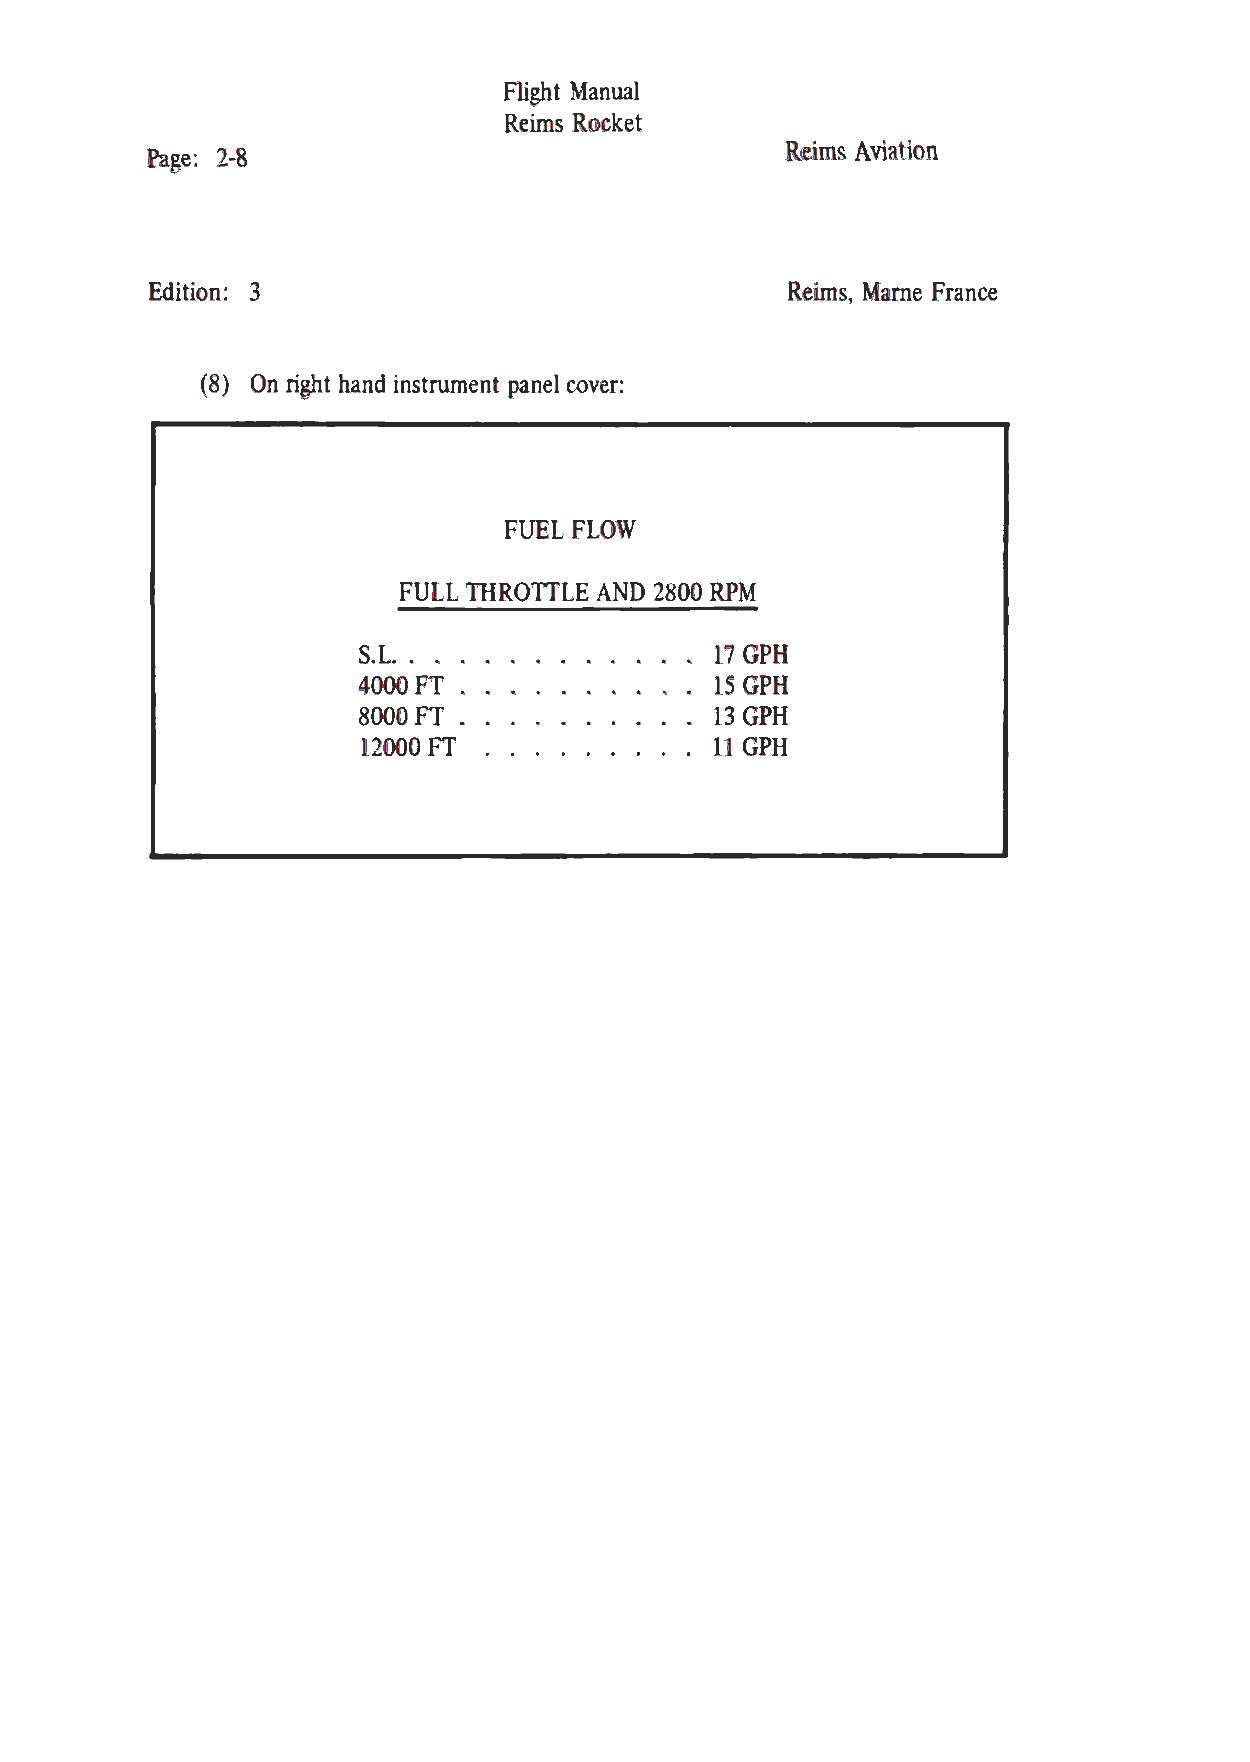 Flight Manual
Reims Rocket
Page: 2-8
Reims Aviation
Edition: 3
Reims, Marne France
(8) On right hand instrument panel cover:
FUEL FLOW
FULL THROTTLE AND 2800 RPM
S.L. . . . . . . . . . . . . 17 GPH
4000 FT . . . . . . . . . . 15 GPH
8000 FT . . . . . . . . . . 13 GPH
12000 FT . . . . . . . . . 11 GPH